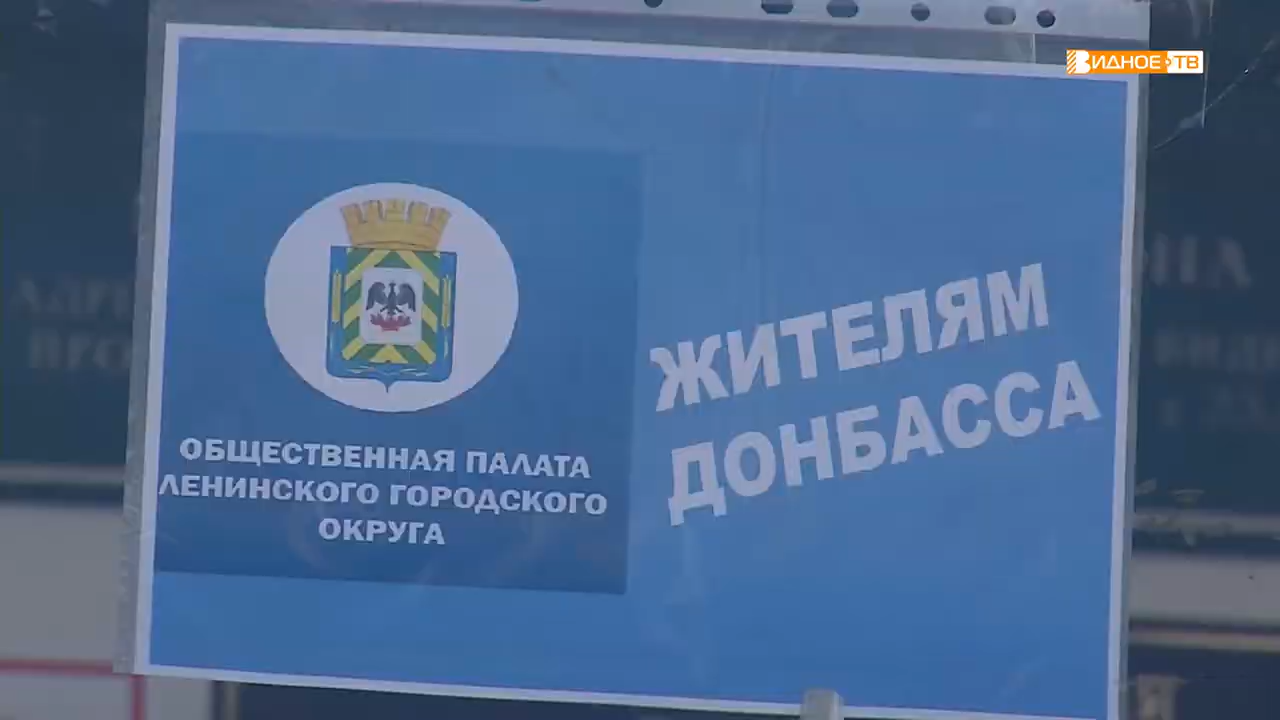 ВИДНОЕ ТВ
ОБЩЕСТВЕННАЯ ПАЛАТА
ЛЕНИНСКОГО ГОРОДСКОГО
ОКРУГА
ЖИТЕЛЯМ
ДОНБАССА